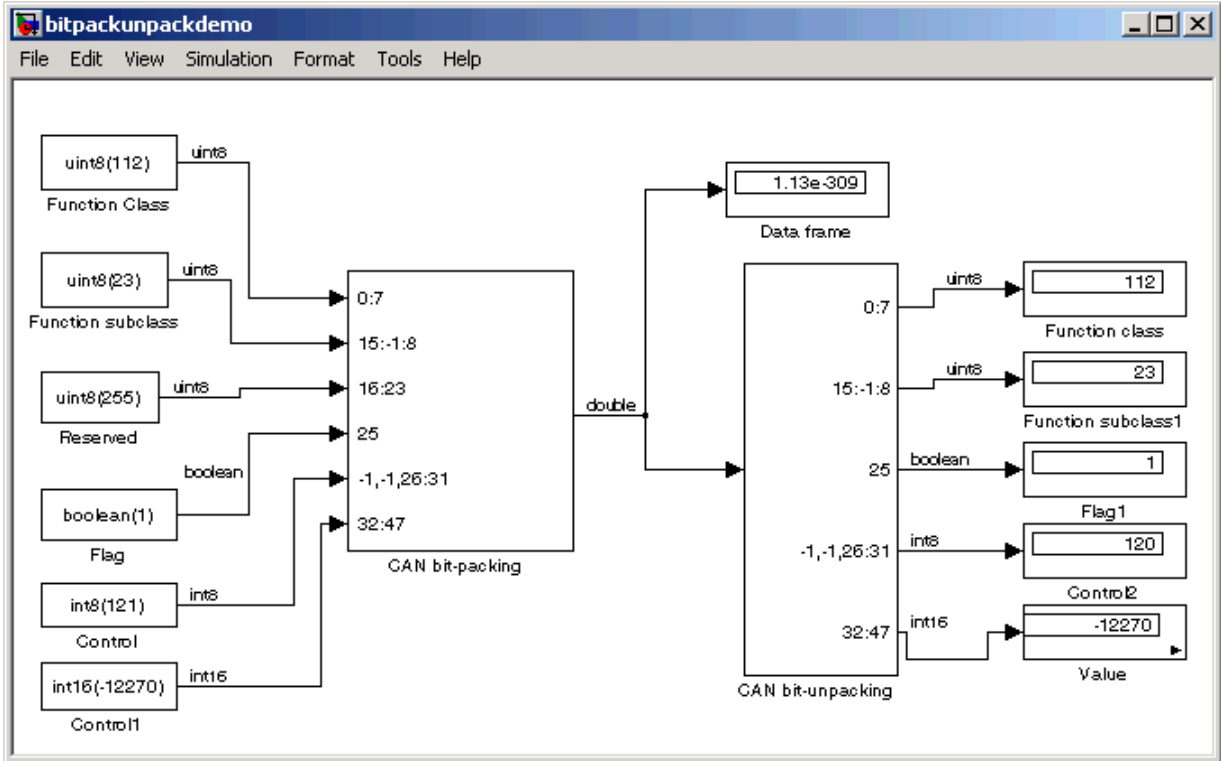 bitpackunpackdemo
File Edit View Simulation Format Tools Help
uint8(112)
uint8
Function Class
uint8(23)
uint8
Function subclass
uint8(255)
uint8
Reserved
boolean(1)
boolean
Flag
int8(121)
int8
Control
int16(-12270)
int16
Control1
0:7
15:-1:8
16:23
25
-1,-1,26:31
32:47
CAN bit-packing
double
1.13e-309
Data frame
0:7
15:-1:8
25
-1,-1,26:31
32:47
CAN bit-unpacking
uint8
112
Function class
uint8
23
Function subclass1
boolean
1
Flag1
int8
120
Control2
int16
-12270
Value